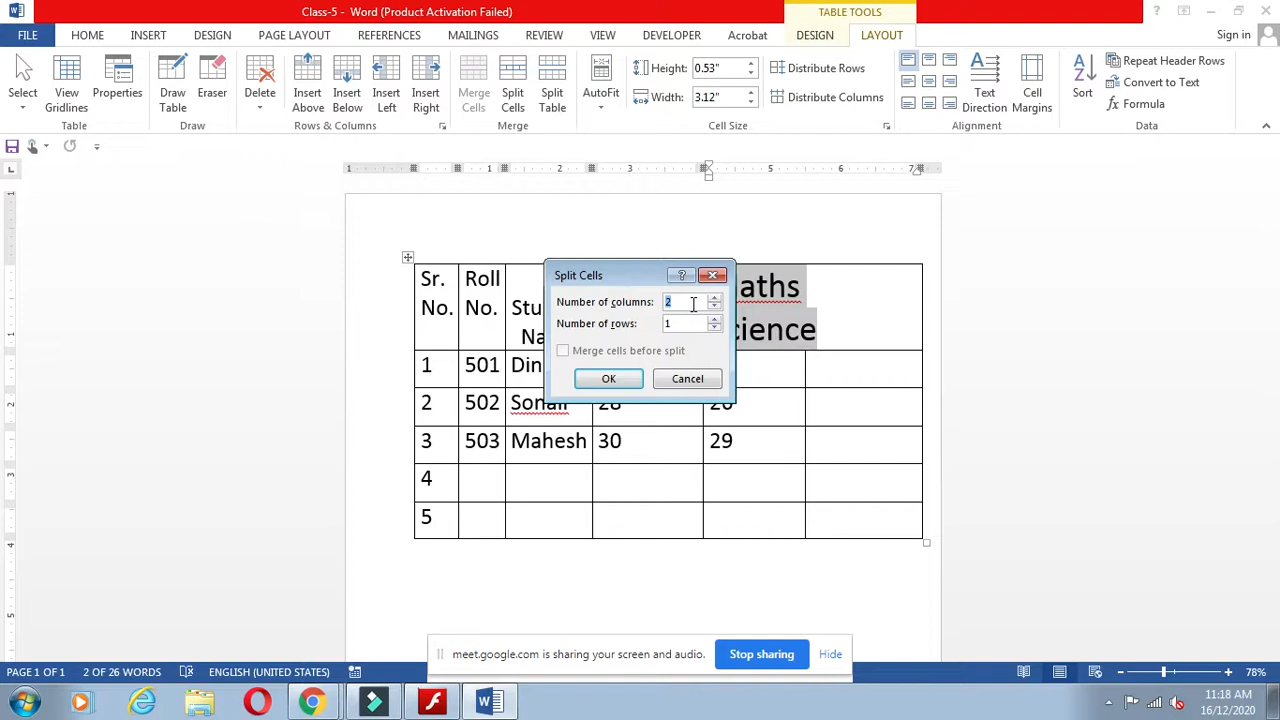 Class-5 - Word (Product Activation Failed)
TABLE TOOLS
FILE HOME INSERT DESIGN PAGE LAYOUT REFERENCES MAILINGS REVIEW VIEW DEVELOPER Acrobat DESIGN LAYOUT Sign in
Select View Gridlines Properties Draw Table Eraser Delete Insert Above Insert Below Insert Left Insert Right Merge Cells Split Cells Split Table AutoFit
Height: 0.53" Distribute Rows
Width: 3.12" Distribute Columns
Text Direction Cell Margins Sort
Repeat Header Rows
Convert to Text
Formula
Table Draw Rows & Columns Merge Cell Size Alignment Data
1 1 2 3 5 6 7
Split Cells
Number of columns: 2
Number of rows: 1
Merge cells before split
OK Cancel
Sr. No. Roll No. Stu Na aths cience
1 501 Din
2 502 Sonali 28 26
3 503 Mahesh 30 29
4
5
meet.google.com is sharing your screen and audio. Stop sharing Hide
PAGE 1 OF 1 2 OF 26 WORDS ENGLISH (UNITED STATES) 78%
11:18 AM
16/12/2020